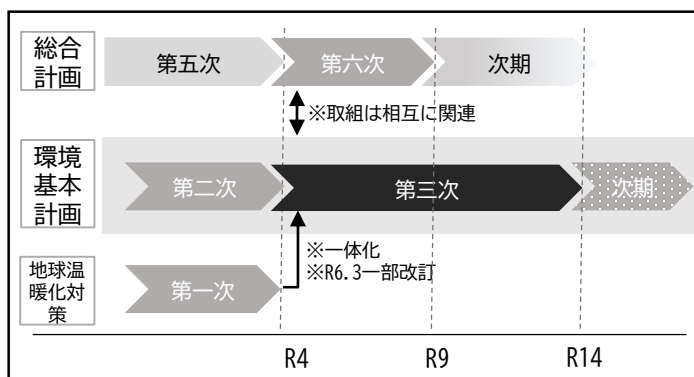 総合
計画
第五次
第六次
次期
※取組は相互に関連
環境
基本
計画
第二次
第三次
次期
※一体化
※R6.3一部改訂
地球温
暖化対
策
第一次
R4
R9
R14